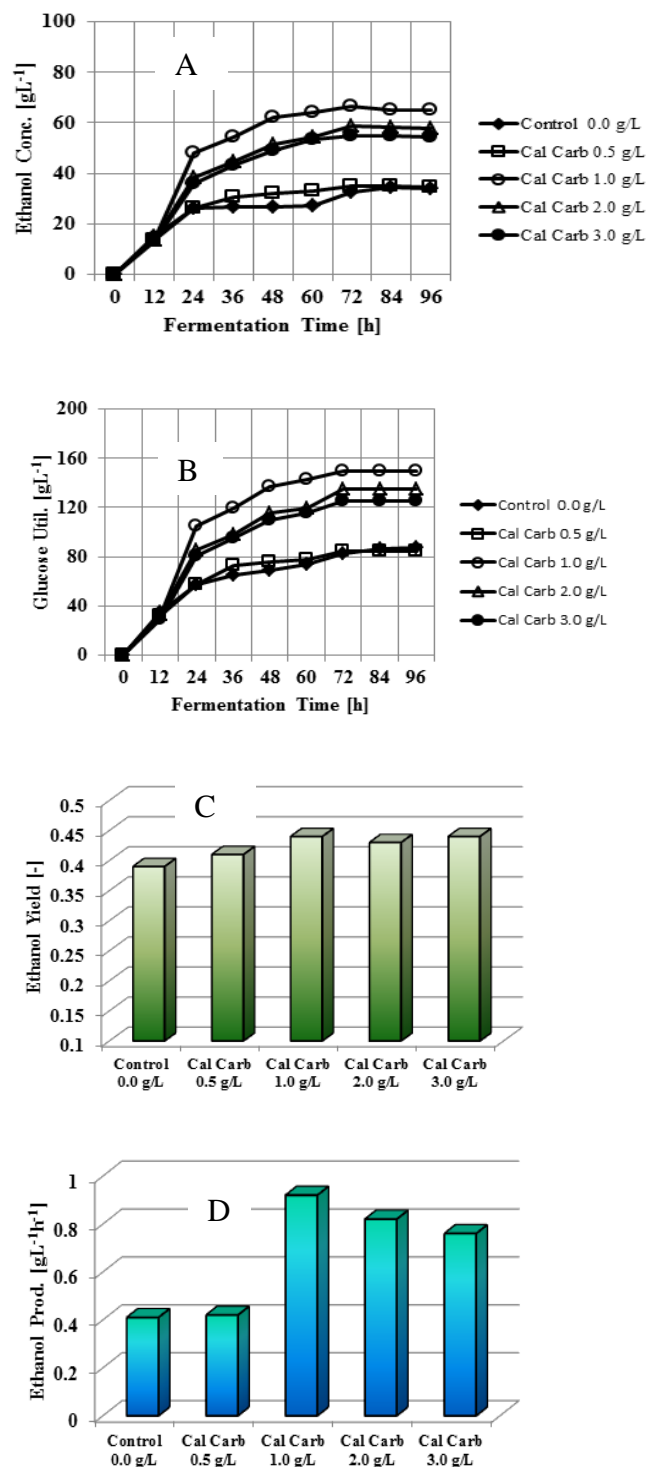 100
80
60
40
20
0
Ethanol Conc. [gL⁻¹]
A
0 12 24 36 48 60 72 84 96
Fermentation Time [h]
Control 0.0 g/L
Cal Carb 0.5 g/L
Cal Carb 1.0 g/L
Cal Carb 2.0 g/L
Cal Carb 3.0 g/L
200
160
120
80
40
0
Glucose Util. [gL⁻¹]
B
0 12 24 36 48 60 72 84 96
Fermentation Time [h]
Control 0.0 g/L
Cal Carb 0.5 g/L
Cal Carb 1.0 g/L
Cal Carb 2.0 g/L
Cal Carb 3.0 g/L
0.5
0.45
0.4
0.35
0.3
0.25
0.2
0.15
0.1
Ethanol Yield [-]
C
Control Cal Carb Cal Carb Cal Carb Cal Carb
0.0 g/L 0.5 g/L 1.0 g/L 2.0 g/L 3.0 g/L
1
0.8
0.6
0.4
0.2
0
Ethanol Prod. [gL⁻¹h⁻¹]
D
Control Cal Carb Cal Carb Cal Carb Cal Carb
0.0 g/L 0.5 g/L 1.0 g/L 2.0 g/L 3.0 g/L